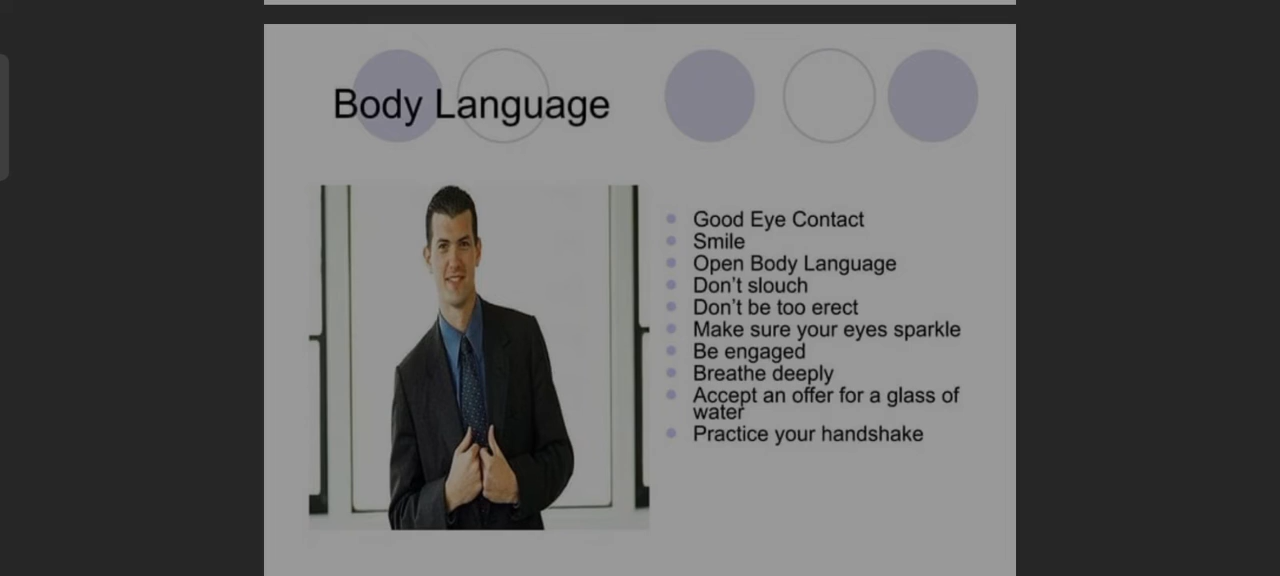 Body Language
Good Eye Contact
Smile
Open Body Language
Don't slouch
Don't be too erect
Make sure your eyes sparkle
Be engaged
Breathe deeply
Accept an offer for a glass of
water
Practice your handshake